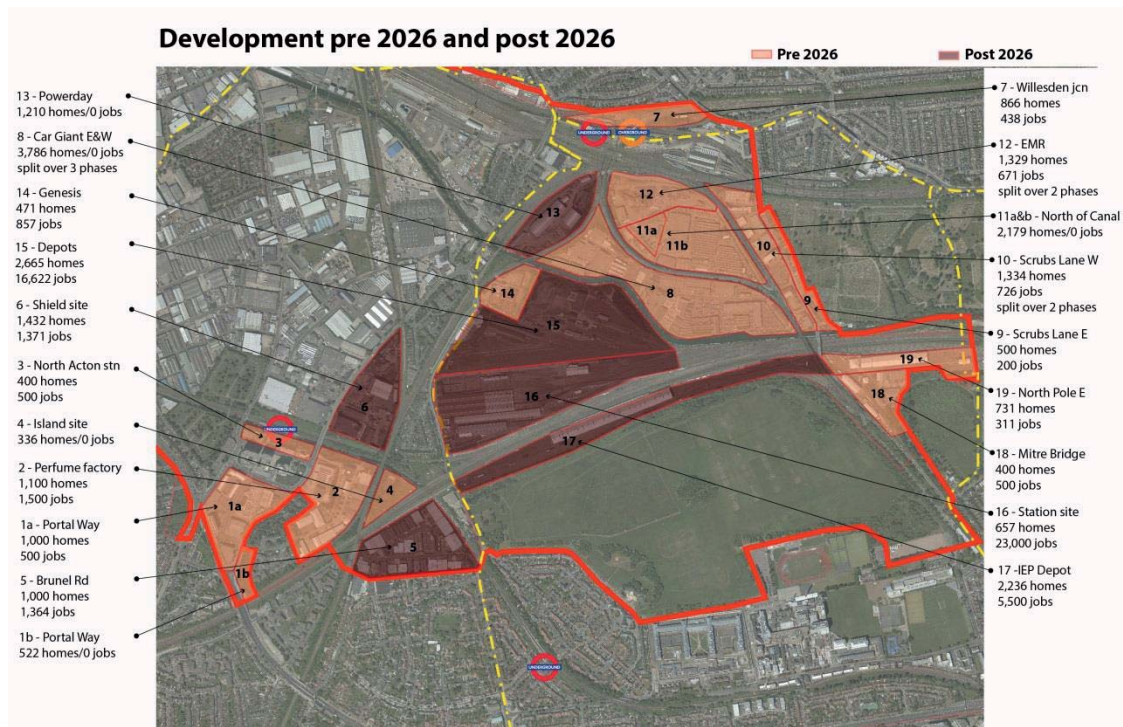 Development pre 2026 and post 2026
Pre 2026
Post 2026
13 - Powerday
1,210 homes/0 jobs
8 - Car Giant E&W
3,786 homes/0 jobs
split over 3 phases
14 - Genesis
471 homes
857 jobs
15 - Depots
2,665 homes
16,622 jobs
6 - Shield site
1,432 homes
1,371 jobs
3 - North Acton stn
400 homes
500 jobs
4 - Island site
336 homes/0 jobs
2 - Perfume factory
1,100 homes
1,500 jobs
1a - Portal Way
1,000 homes
500 jobs
5 - Brunel Rd
1,000 homes
1,364 jobs
1b - Portal Way
522 homes/0 jobs
7
UNDERGROUND
OVERGROUND
12
13
11a
11b
10
14
8
9
15
19
16
18
6
17
UNDERGROUND
3
2
4
1a
5
1b
UNDERGROUND
7 - Willesden jcn
866 homes
438 jobs
12 - EMR
1,329 homes
671 jobs
split over 2 phases
11a&b - North of Canal
2,179 homes/0 jobs
10 - Scrubs Lane W
1,334 homes
726 jobs
split over 2 phases
9 - Scrubs Lane E
500 homes
200 jobs
19 - North Pole E
731 homes
311 jobs
18 - Mitre Bridge
400 homes
500 jobs
16 - Station site
657 homes
23,000 jobs
17 -IEP Depot
2,236 homes
5,500 jobs